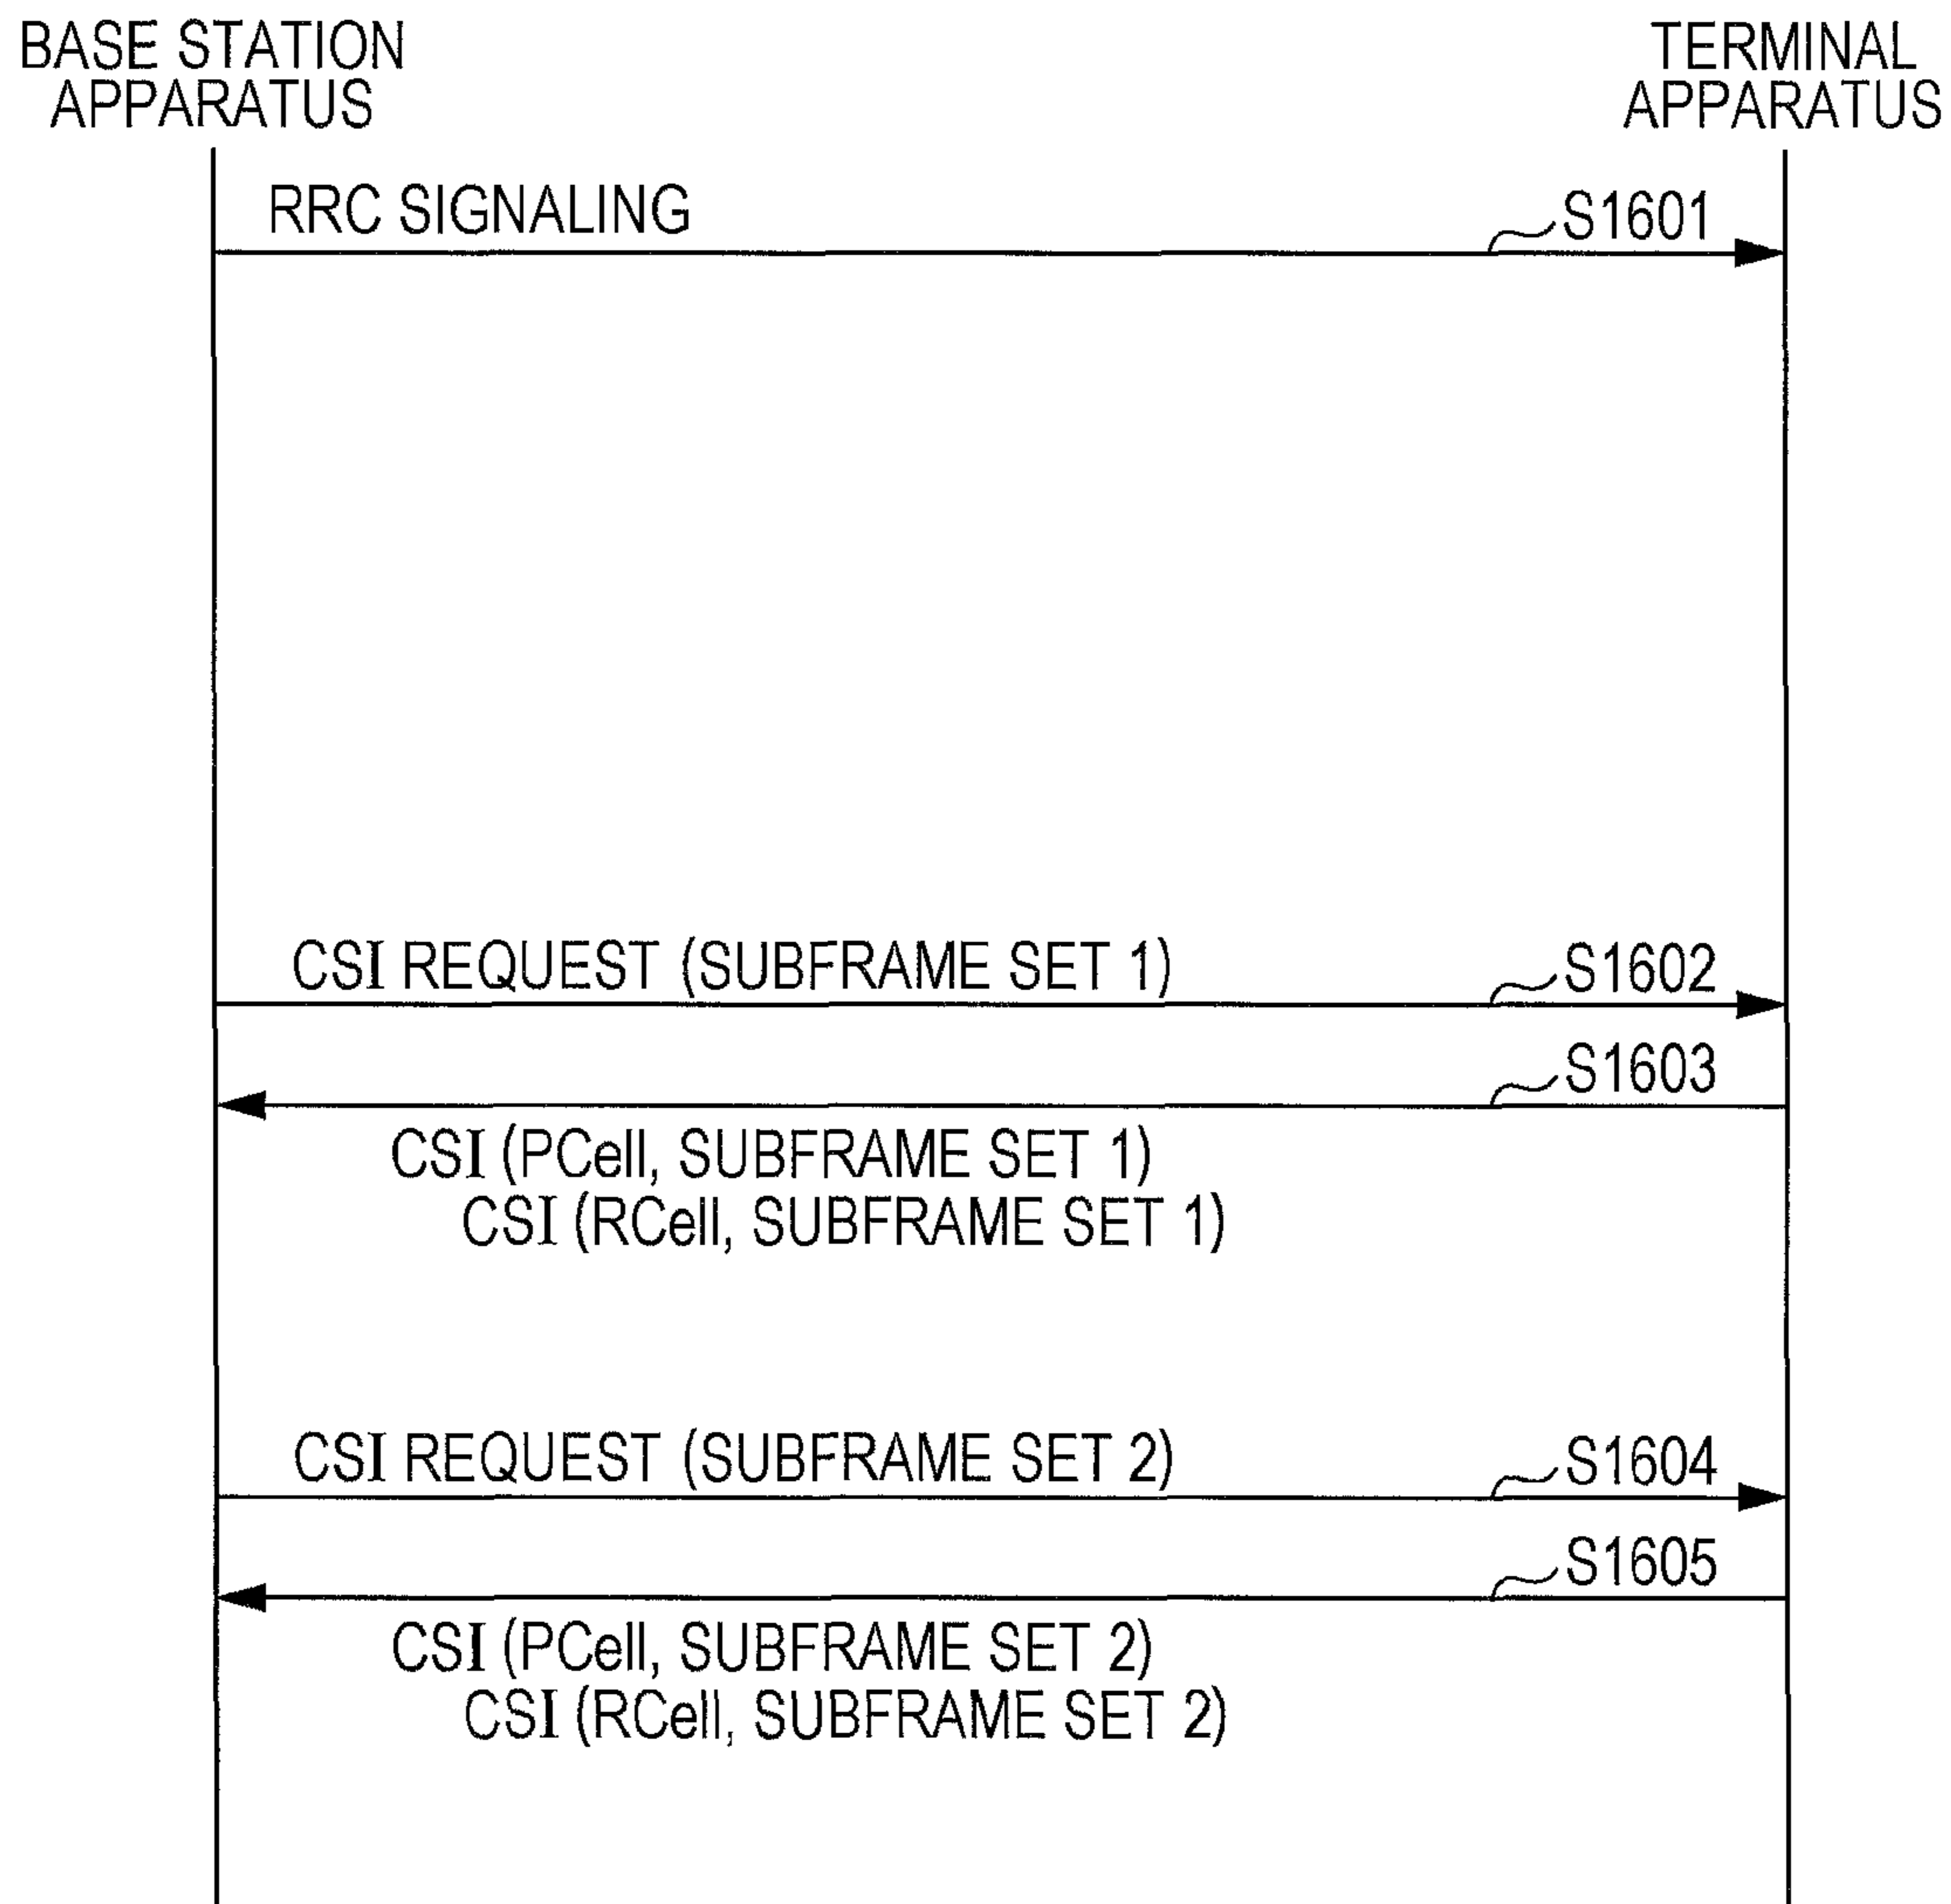 BASE STATION
APPARATUS
TERMINAL
APPARATUS
RRC SIGNALING
S1601
CSI REQUEST (SUBFRAME SET 1)
S1602
S1603
CSI (PCell, SUBFRAME SET 1)
CSI (RCell, SUBFRAME SET 1)
CSI REQUEST (SUBFRAME SET 2)
S1604
S1605
CSI (PCell, SUBFRAME SET 2)
CSI (RCell, SUBFRAME SET 2)